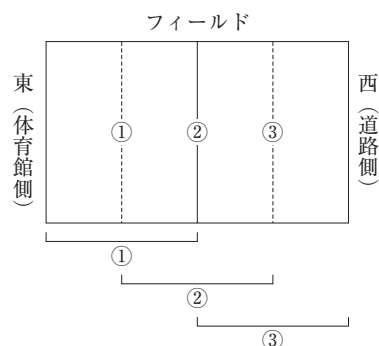 フィールド
東（体育館側）
西（道路側）
① ② ③
①
②
③